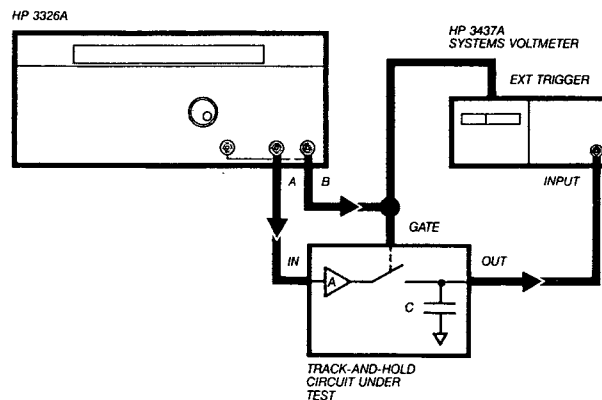 HP 3326A
HP 3437A
SYSTEMS VOLTMETER
EXT TRIGGER
A
B
INPUT
GATE
IN
OUT
A
C
TRACK-AND-HOLD
CIRCUIT UNDER
TEST